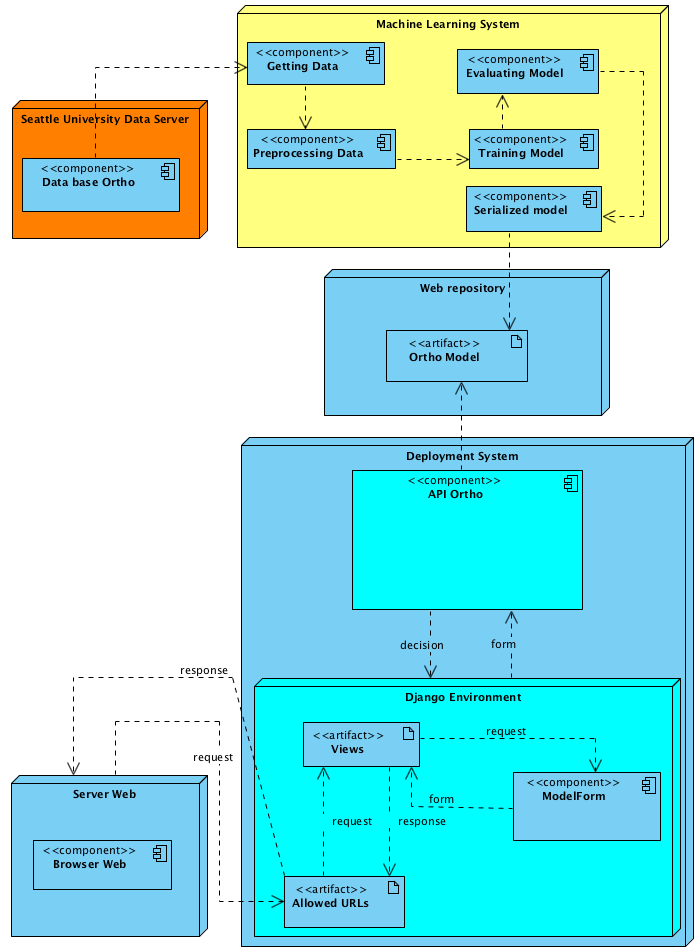 Machine Learning System
<<component>>
Getting Data
<<component>>
Evaluating Model
Seattle University Data Server
<<component>>
Preprocessing Data
<<component>>
Training Model
<<component>>
Data base Ortho
<<component>>
Serialized model
Web repository
<<artifact>>
Ortho Model
Deployment System
<<component>>
API Ortho
decision
form
response
Django Environment
<<artifact>>
Views
request
request
<<component>>
ModelForm
form
Server Web
request
response
<<component>>
Browser Web
<<artifact>>
Allowed URLs